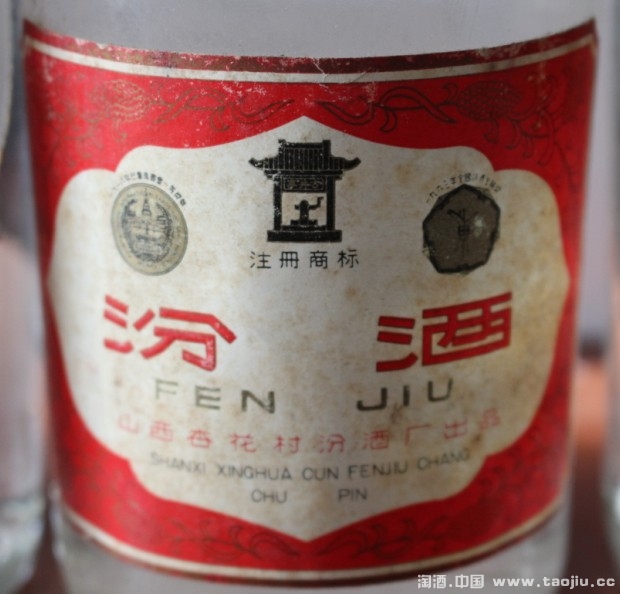 注册商标
汾酒
FEN JIU
山西杏花村汾酒厂出品
SHANXI XINGHUA CUN FENJIU CHANG
CHU PIN
淘酒.中国 www.taojiu.cc